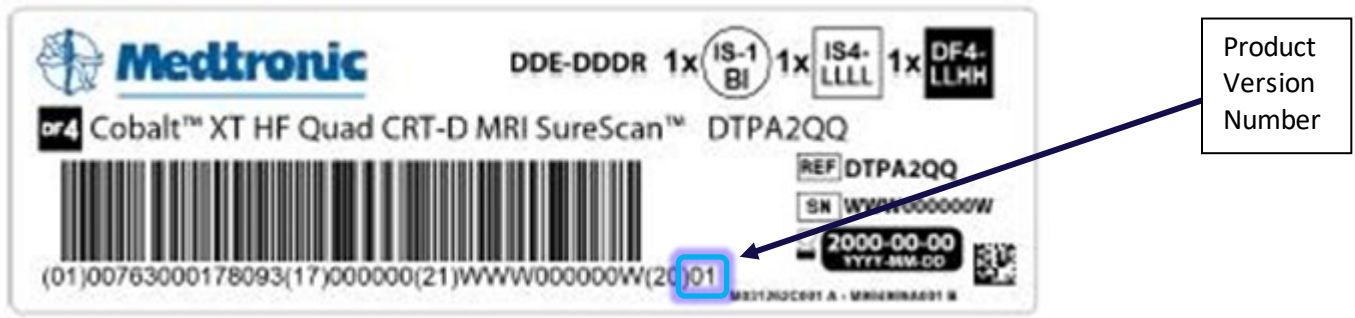 Medtronic
DDE-DDDR 1x IS-1 BI 1x IS4-LLLL 1x DF4-LLHH
DF4 Cobalt™ XT HF Quad CRT-D MRI SureScan™ DTPA2QQ
REF DTPA2QQ
SN WWW000000W
2000-00-00
YYYY-MM-DD
(01)00763000178093(17)000000(21)WWW000000W(20)01
Product
Version
Number